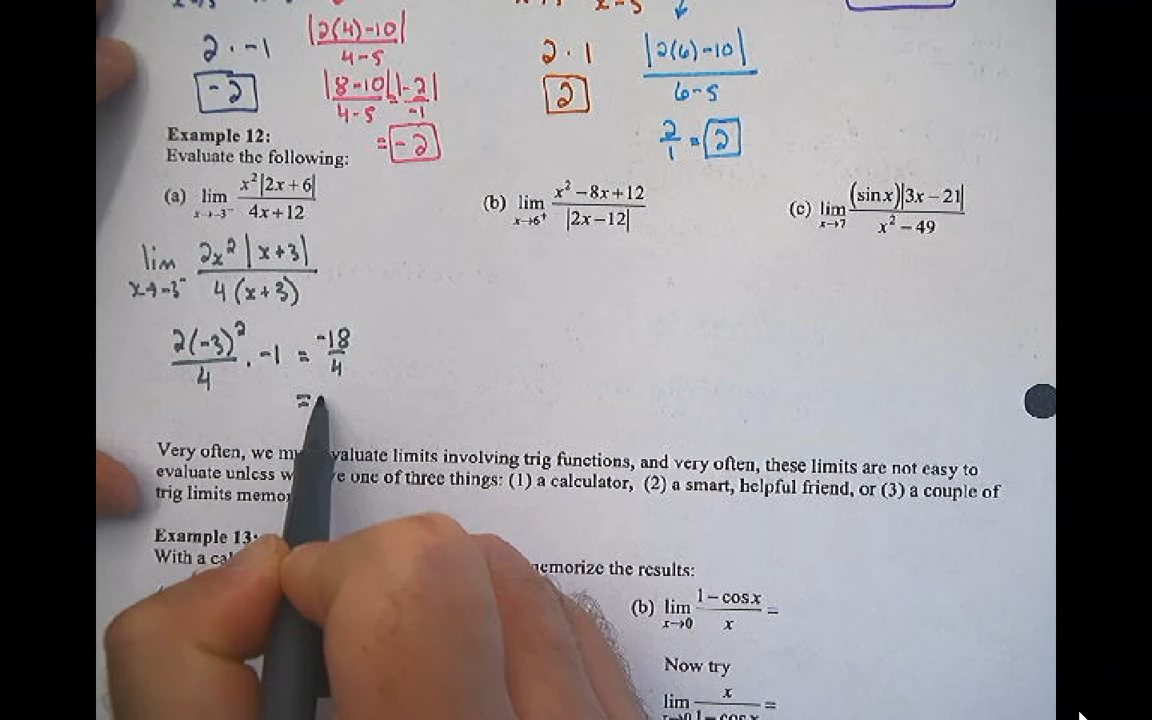 x-5
2 · -1
|2(4)-10|
4-5
-2
|8-10| = |-2|
4-5 -1
= -2
2 · 1
2
|2(6)-10|
6-5
2/1 = 2
Example 12:
Evaluate the following:
(a) lim x→-3⁻ x²|2x+6| / 4x+12
(b) lim x→6⁺ x²-8x+12 / |2x-12|
(c) lim x→7 (sin x)|3x-21| / x²-49
lim x→-3⁻ 2x²|x+3| / 4(x+3)
2(-3)²/4 · -1 = -18/4
=
Very often, we valuate limits involving trig functions, and very often, these limits are not easy to
evaluate unless one of three things: (1) a calculator, (2) a smart, helpful friend, or (3) a couple of
trig limits
Example 13:
With a emorize the results:
(b) lim x→0 1-cos x / x =
Now try
lim x / 1-cos x =